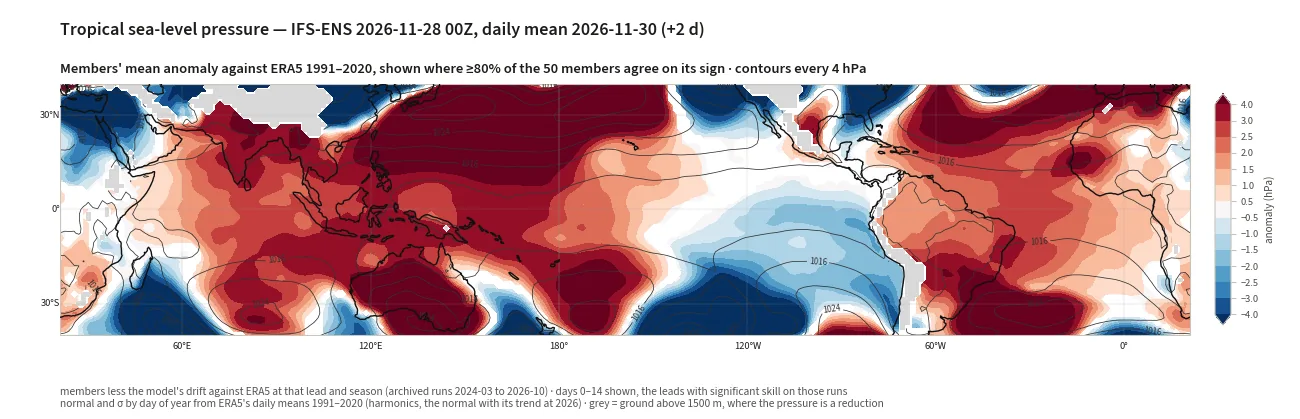 Tropical sea-level pressure — IFS-ENS 2026-11-28 00Z, daily mean 2026-11-30 (+2 d)
Members' mean anomaly against ERA5 1991–2020, shown where ≥80% of the 50 members agree on its sign · contours every 4 hPa
30°N
0°
30°S
60°E
120°E
180°
120°W
60°W
0°
1016
1016
1016
1016
1016
1016
1024
1016
4.0
3.0
2.5
2.0
1.5
1.0
0.5
−0.5
−1.0
−1.5
−2.0
−2.5
−3.0
−4.0
anomaly (hPa)
members less the model's drift against ERA5 at that lead and season (archived runs 2024-03 to 2026-10) · days 0–14 shown, the leads with significant skill on those runs
normal and σ by day of year from ERA5's daily means 1991–2020 (harmonics, the normal with its trend at 2026) · grey = ground above 1500 m, where the pressure is a reduction